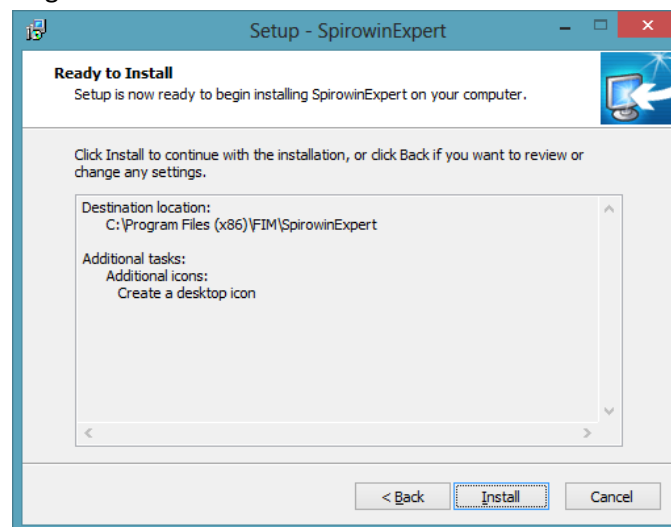 Setup - SpirowinExpert
Ready to Install
Setup is now ready to begin installing SpirowinExpert on your computer.
Click Install to continue with the installation, or click Back if you want to review or
change any settings.
Destination location:
C:\Program Files (x86)\FIM\SpirowinExpert
Additional tasks:
Additional icons:
Create a desktop icon
< Back
Install
Cancel